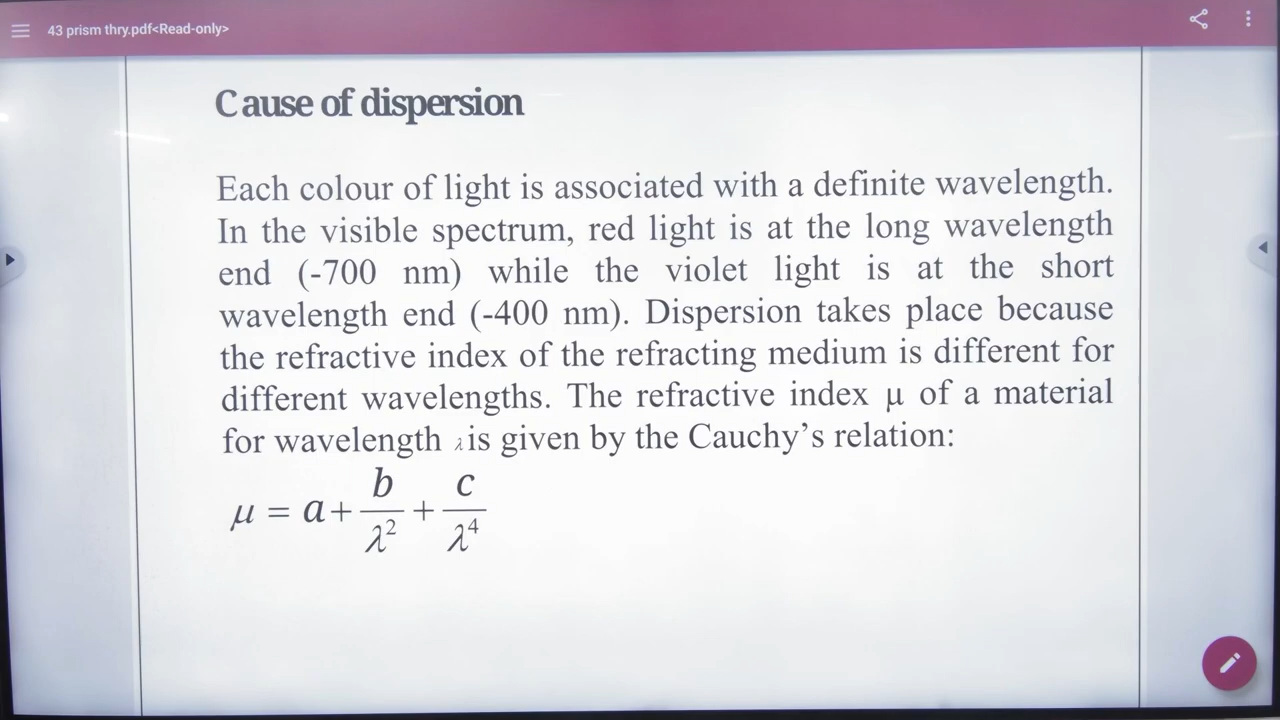 43 prism thry.pdf<Read-only>
Cause of dispersion
Each colour of light is associated with a definite wavelength.
In the visible spectrum, red light is at the long wavelength
end (-700 nm) while the violet light is at the short
wavelength end (-400 nm). Dispersion takes place because
the refractive index of the refracting medium is different for
different wavelengths. The refractive index μ of a material
for wavelength λ is given by the Cauchy’s relation:
μ = a + b/λ² + c/λ⁴